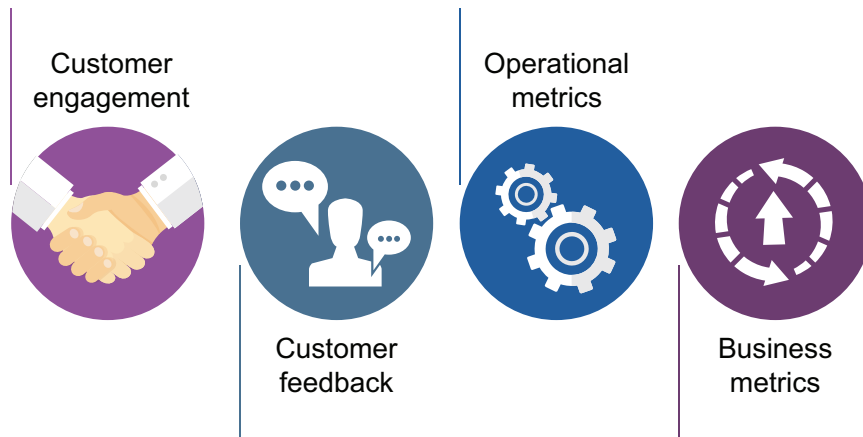 Customer
engagement
Customer
feedback
Operational
metrics
Business
metrics